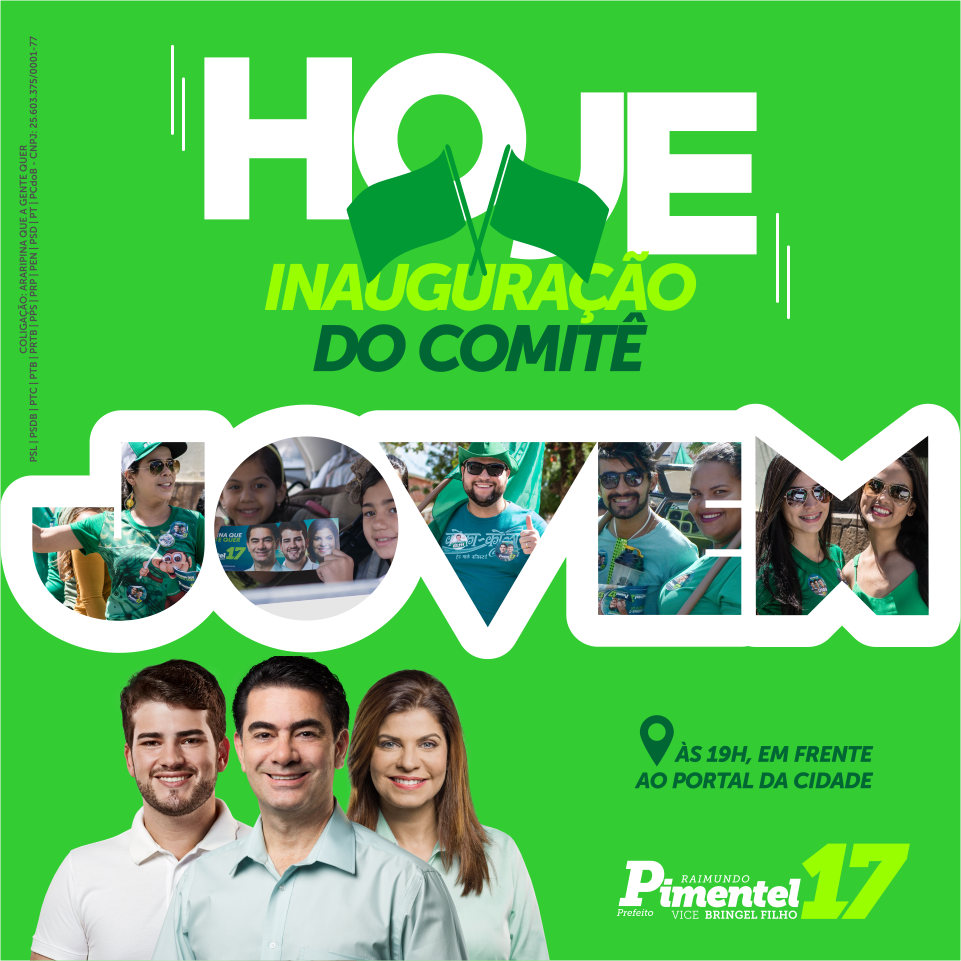 COLIGAÇÃO: ARARIPINA QUE A GENTE QUER
PSL | PSDB | PTC | PTB | PRTB | PPS | PRP | PEN | PSD | PT | PCdoB - CNPJ: 25.603.375/0001-77
HOJE
INAUGURAÇÃO
DO COMITÊ
JOVEM
17
ÀS 19H, EM FRENTE
AO PORTAL DA CIDADE
RAIMUNDO
Pimentel 17
Prefeito VICE BRINGEL FILHO